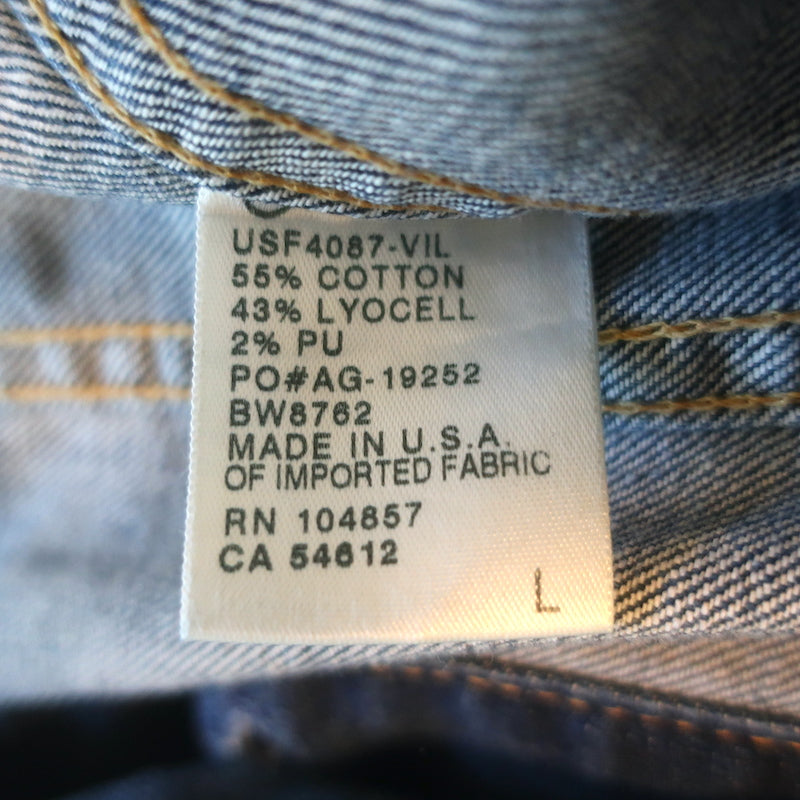 USF4087-VIL
55% COTTON
43% LYOCELL
2% PU
PO#AG-19252
BW8762
MADE IN U.S.A.
OF IMPORTED FABRIC
RN 104857
CA 54612
L